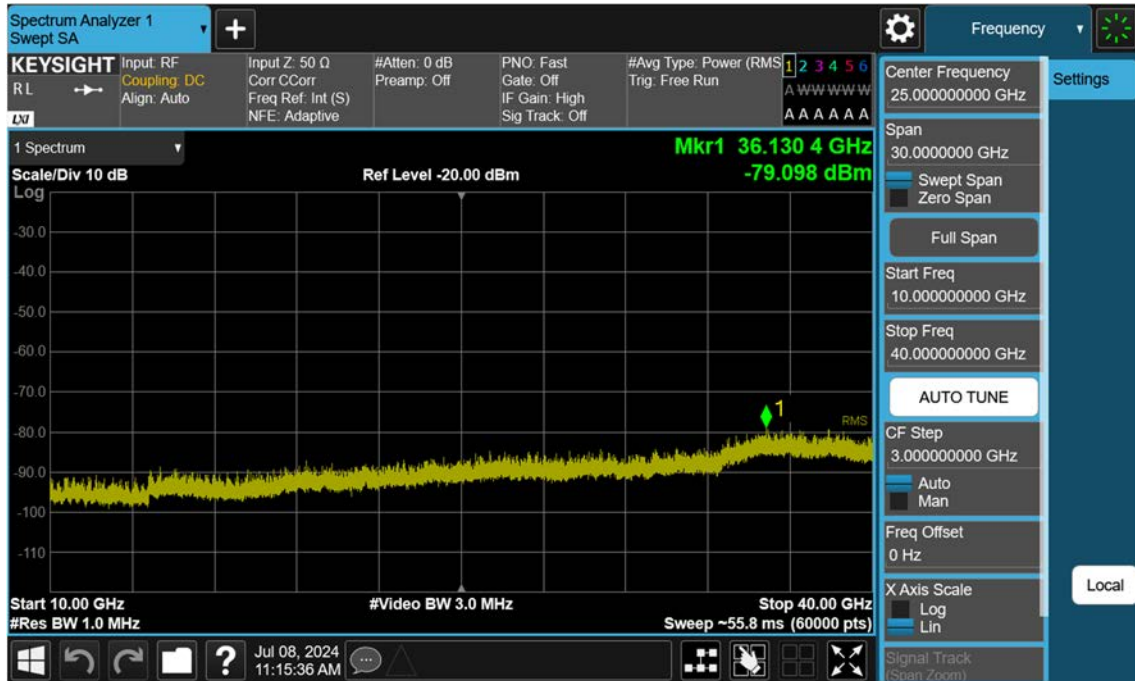 Spectrum Analyzer 1
Swept SA
Frequency
KEYSIGHT
RL
LXI
Input: RF
Coupling: DC
Align: Auto
Input Z: 50 Ω
Corr CCorr
Freq Ref: Int (S)
NFE: Adaptive
#Atten: 0 dB
Preamp: Off
PNO: Fast
Gate: Off
IF Gain: High
Sig Track: Off
#Avg Type: Power (RMS
Trig: Free Run
1 2 3 4 5 6
A W W W W W
A A A A A A
1 Spectrum
Scale/Div 10 dB
Ref Level -20.00 dBm
Mkr1 36.130 4 GHz
-79.098 dBm
Log
-30.0
-40.0
-50.0
-60.0
-70.0
-80.0
-90.0
-100
-110
1
RMS
Start 10.00 GHz
#Res BW 1.0 MHz
#Video BW 3.0 MHz
Stop 40.00 GHz
Sweep ~55.8 ms (60000 pts)
Center Frequency
25.000000000 GHz
Span
30.0000000 GHz
Swept Span
Zero Span
Full Span
Start Freq
10.000000000 GHz
Stop Freq
40.000000000 GHz
AUTO TUNE
CF Step
3.000000000 GHz
Auto
Man
Freq Offset
0 Hz
X Axis Scale
Log
Lin
Signal Track
(Span Zoom)
Settings
Local
?
Jul 08, 2024
11:15:36 AM